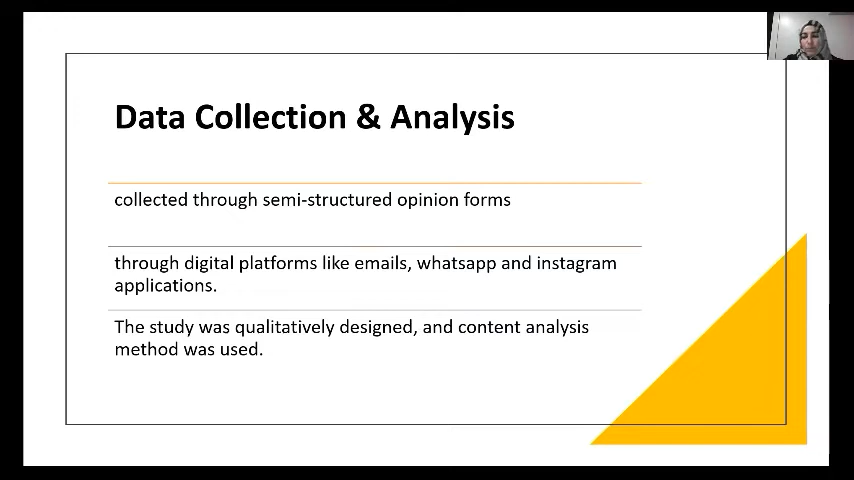 Data Collection & Analysis
collected through semi-structured opinion forms
through digital platforms like emails, whatsapp and instagram
applications.
The study was qualitatively designed, and content analysis
method was used.